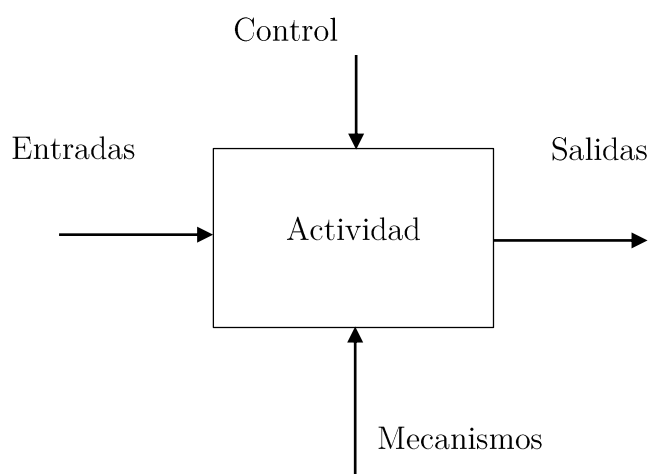 Control
Entradas
Salidas
Actividad
Mecanismos